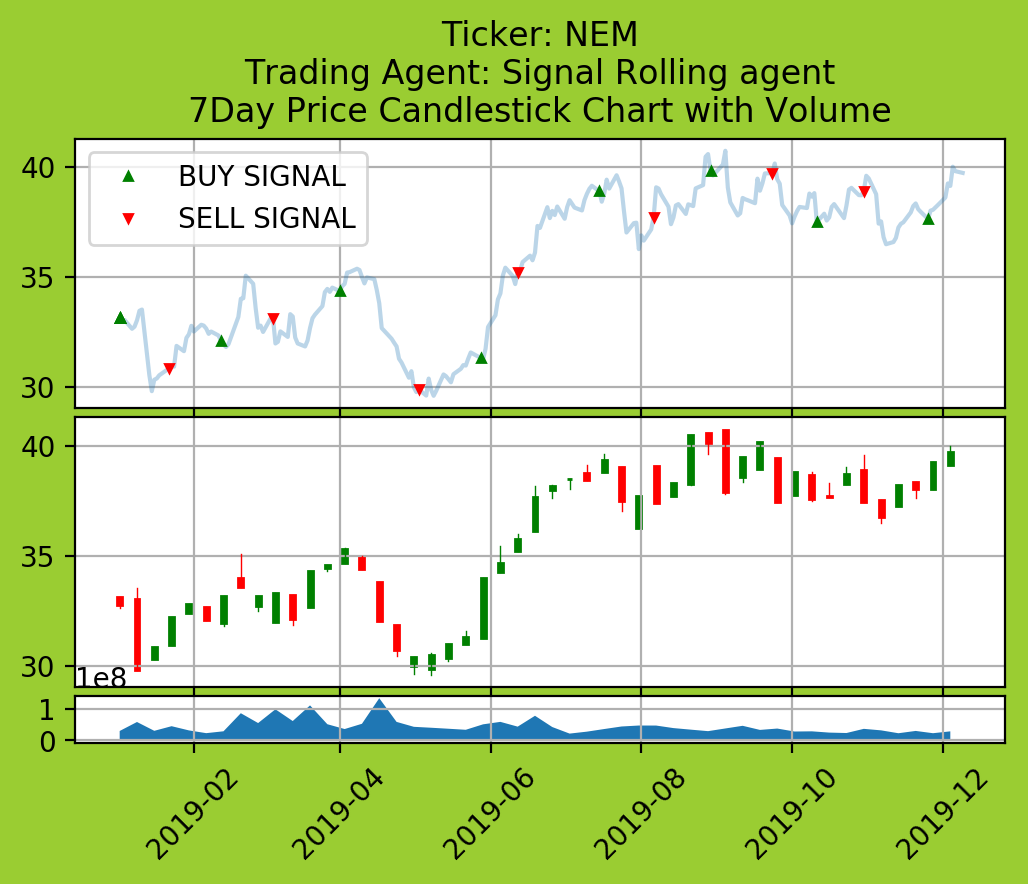 Ticker: NEM
Trading Agent: Signal Rolling agent
7Day Price Candlestick Chart with Volume
BUY SIGNAL
SELL SIGNAL
40
35
30
40
35
30
1e8
1
0
2019-02
2019-04
2019-06
2019-08
2019-10
2019-12